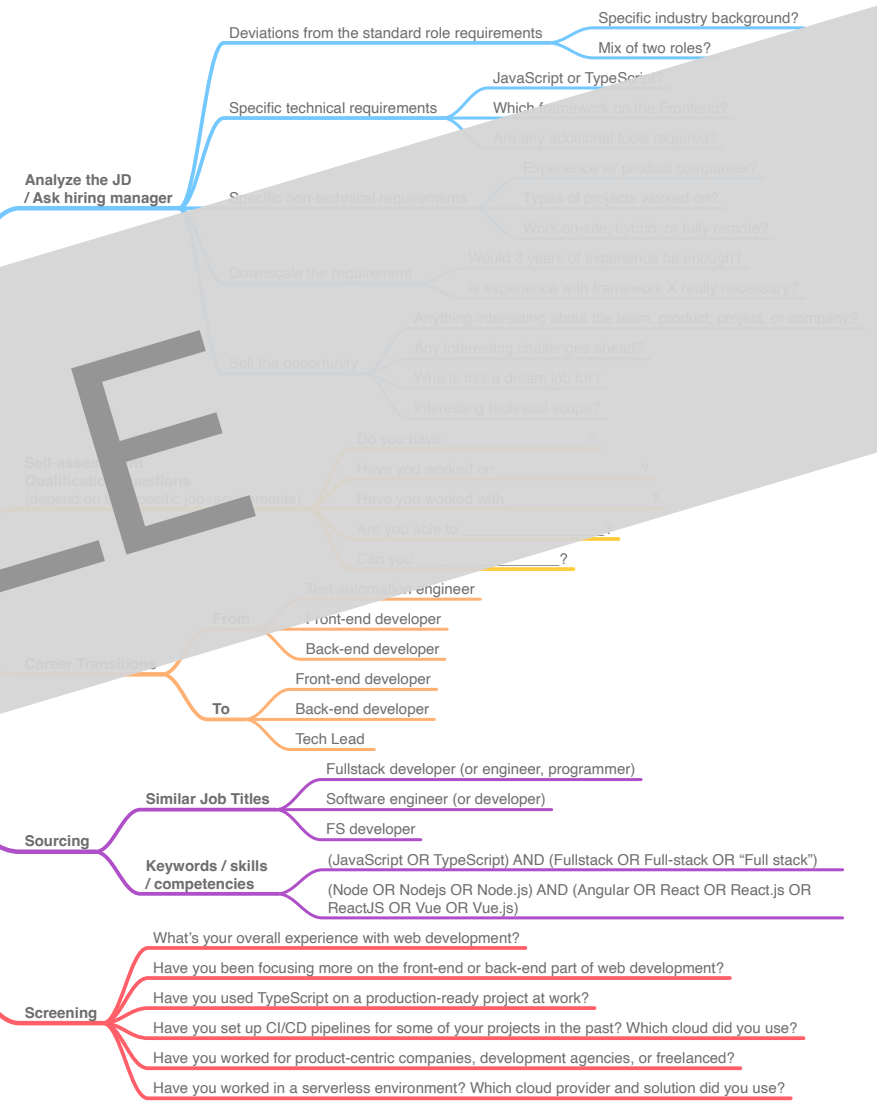 Deviations from the standard role requirements
Specific industry background?
Mix of two roles?
Specific technical requirements
JavaScript or TypeScript?
Which framework on the Frontend?
Are any additional tools required?
Analyze the JD
/ Ask hiring manager
Specific non-technical requirements
Experience w/ product companies?
Types of projects worked on?
Work on-site, hybrid, or fully remote?
Downscale the requirement
Would 3 years of experience be enough?
Is experience with framework X really necessary?
Sell the opportunity
Anything interesting about the team, product, project, or company?
Any interesting challenges ahead?
Who is this a dream job for?
Interesting technical scope?
LE
Qualification questions
(depend on the specific job requirements)
Do you have ___________________?
Have you worked on ___________________?
Have you worked with ___________________?
Are you able to ___________________?
Can you ___________________?
Career Transitions
From
Test automation engineer
Front-end developer
Back-end developer
To
Front-end developer
Back-end developer
Tech Lead
Sourcing
Similar Job Titles
Fullstack developer (or engineer, programmer)
Software engineer (or developer)
FS developer
Keywords / skills
/ competencies
(JavaScript OR TypeScript) AND (Fullstack OR Full-stack OR “Full stack”)
(Node OR Nodejs OR Node.js) AND (Angular OR React OR React.js OR
ReactJS OR Vue OR Vue.js)
Screening
What’s your overall experience with web development?
Have you been focusing more on the front-end or back-end part of web development?
Have you used TypeScript on a production-ready project at work?
Have you set up CI/CD pipelines for some of your projects in the past? Which cloud did you use?
Have you worked for product-centric companies, development agencies, or freelanced?
Have you worked in a serverless environment? Which cloud provider and solution did you use?